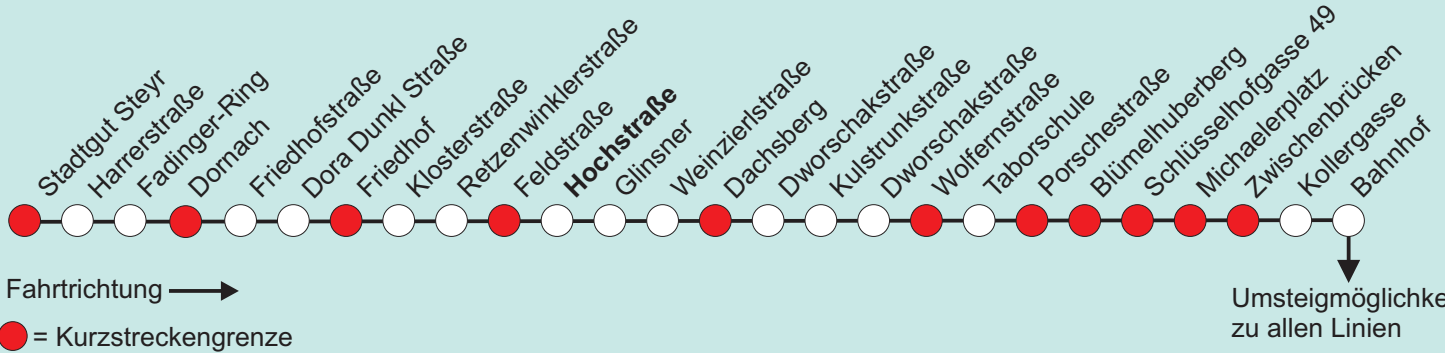 Stadtgut Steyr
Harrerstraße
Fadinger-Ring
Dornach
Friedhofstraße
Dora Dunkl Straße
Friedhof
Klosterstraße
Retzenwinklerstraße
Feldstraße
Hochstraße
Glinsner
Weinzierlstraße
Dachsberg
Dworschakstraße
Kulstrunkstraße
Dworschakstraße
Wolfernstraße
Taborschule
Porschestraße
Blümelhuberberg
Schlüsselhofgasse 49
Michaelerplatz
Zwischenbrücken
Kollergasse
Bahnhof
Fahrtrichtung
= Kurzstreckengrenze
Umsteigmöglichke
zu allen Linien